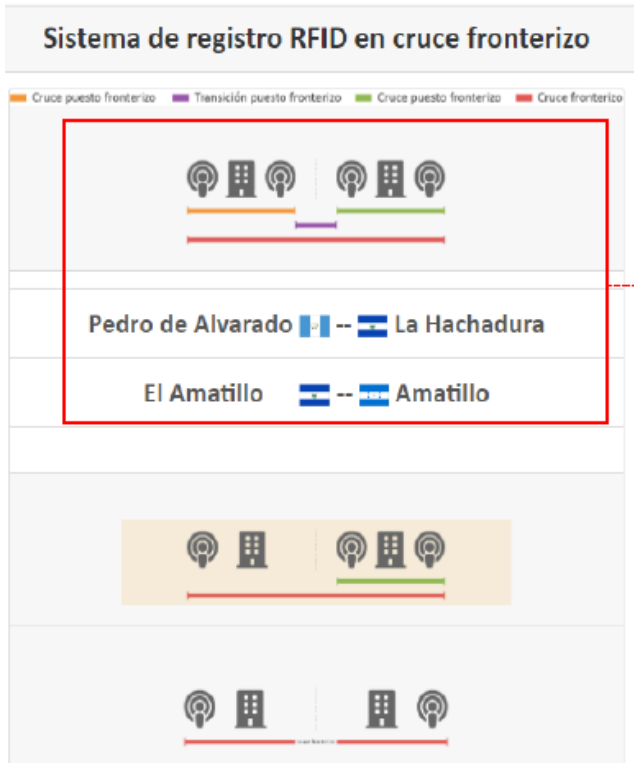 Sistema de registro RFID en cruce fronterizo
Cruce puesto fronterizo Transición puesto fronterizo Cruce puesto fronterizo Cruce fronterizo
Pedro de Alvarado -- La Hachadura
El Amatillo -- Amatillo